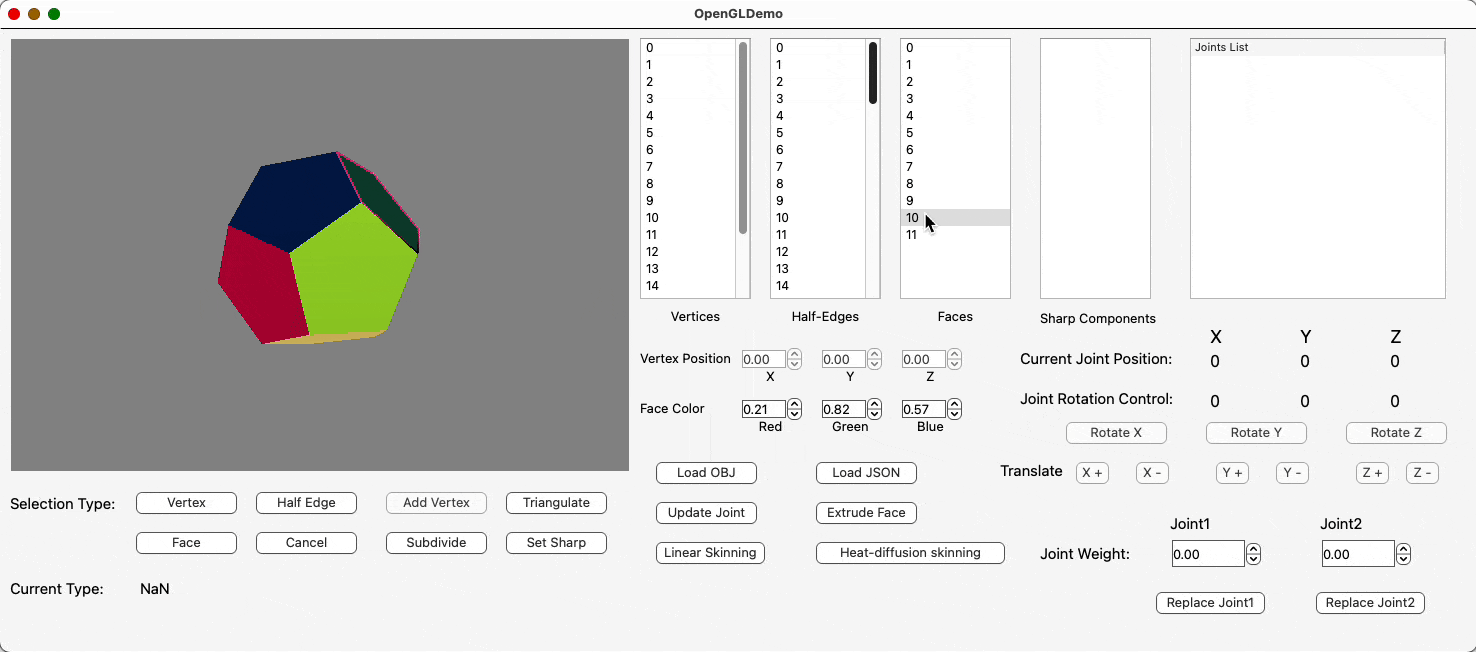 OpenGLDemo
0
1
2
3
4
5
6
7
8
9
10
11
12
13
14
Vertices
0
1
2
3
4
5
6
7
8
9
10
11
12
13
14
Half-Edges
0
1
2
3
4
5
6
7
8
9
10
11
Faces
Sharp Components
Joints List
Vertex Position 0.00 0.00 0.00
X Y Z
Face Color 0.21 0.82 0.57
Red Green Blue
X Y Z
Current Joint Position: 0 0 0
Joint Rotation Control: 0 0 0
Rotate X Rotate Y Rotate Z
Translate X + X - Y + Y - Z + Z -
Load OBJ Load JSON
Update Joint Extrude Face
Linear Skinning Heat-diffusion skinning
Selection Type: Vertex Half Edge Add Vertex Triangulate
Face Cancel Subdivide Set Sharp
Current Type: NaN
Joint1 Joint2
Joint Weight: 0.00 0.00
Replace Joint1 Replace Joint2